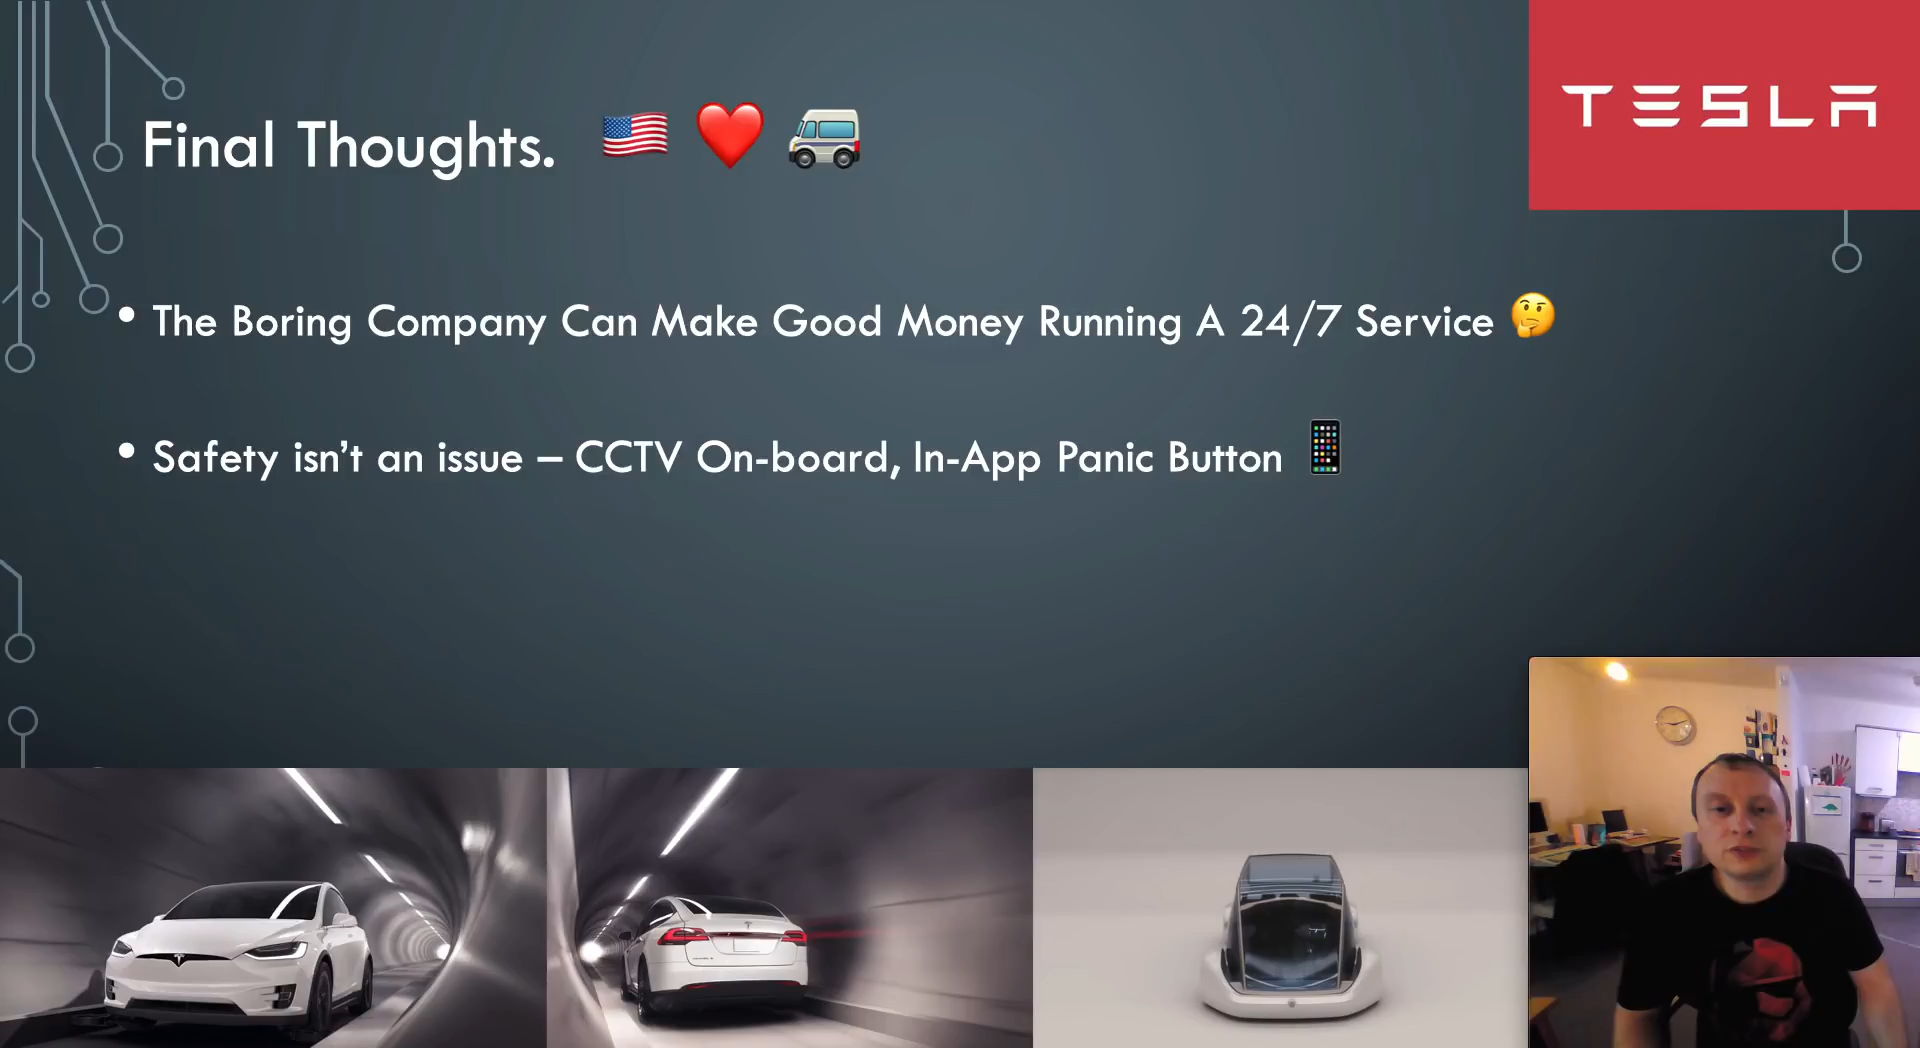 TESLA
Final Thoughts. 🇺🇸 ❤️ 🚐
• The Boring Company Can Make Good Money Running A 24/7 Service 🤔
• Safety isn’t an issue – CCTV On-board, In-App Panic Button 📱